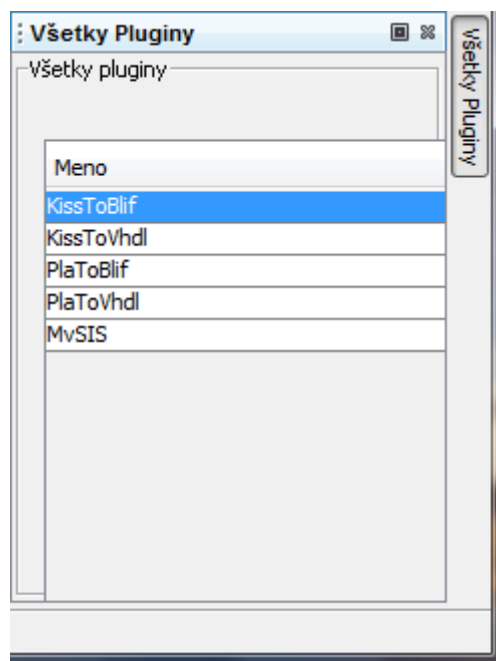 Všetky Pluginy
Všetky pluginy
Meno
KissToBlif
KissToVhdl
PlaToBlif
PlaToVhdl
MvSIS
Všetky Pluginy